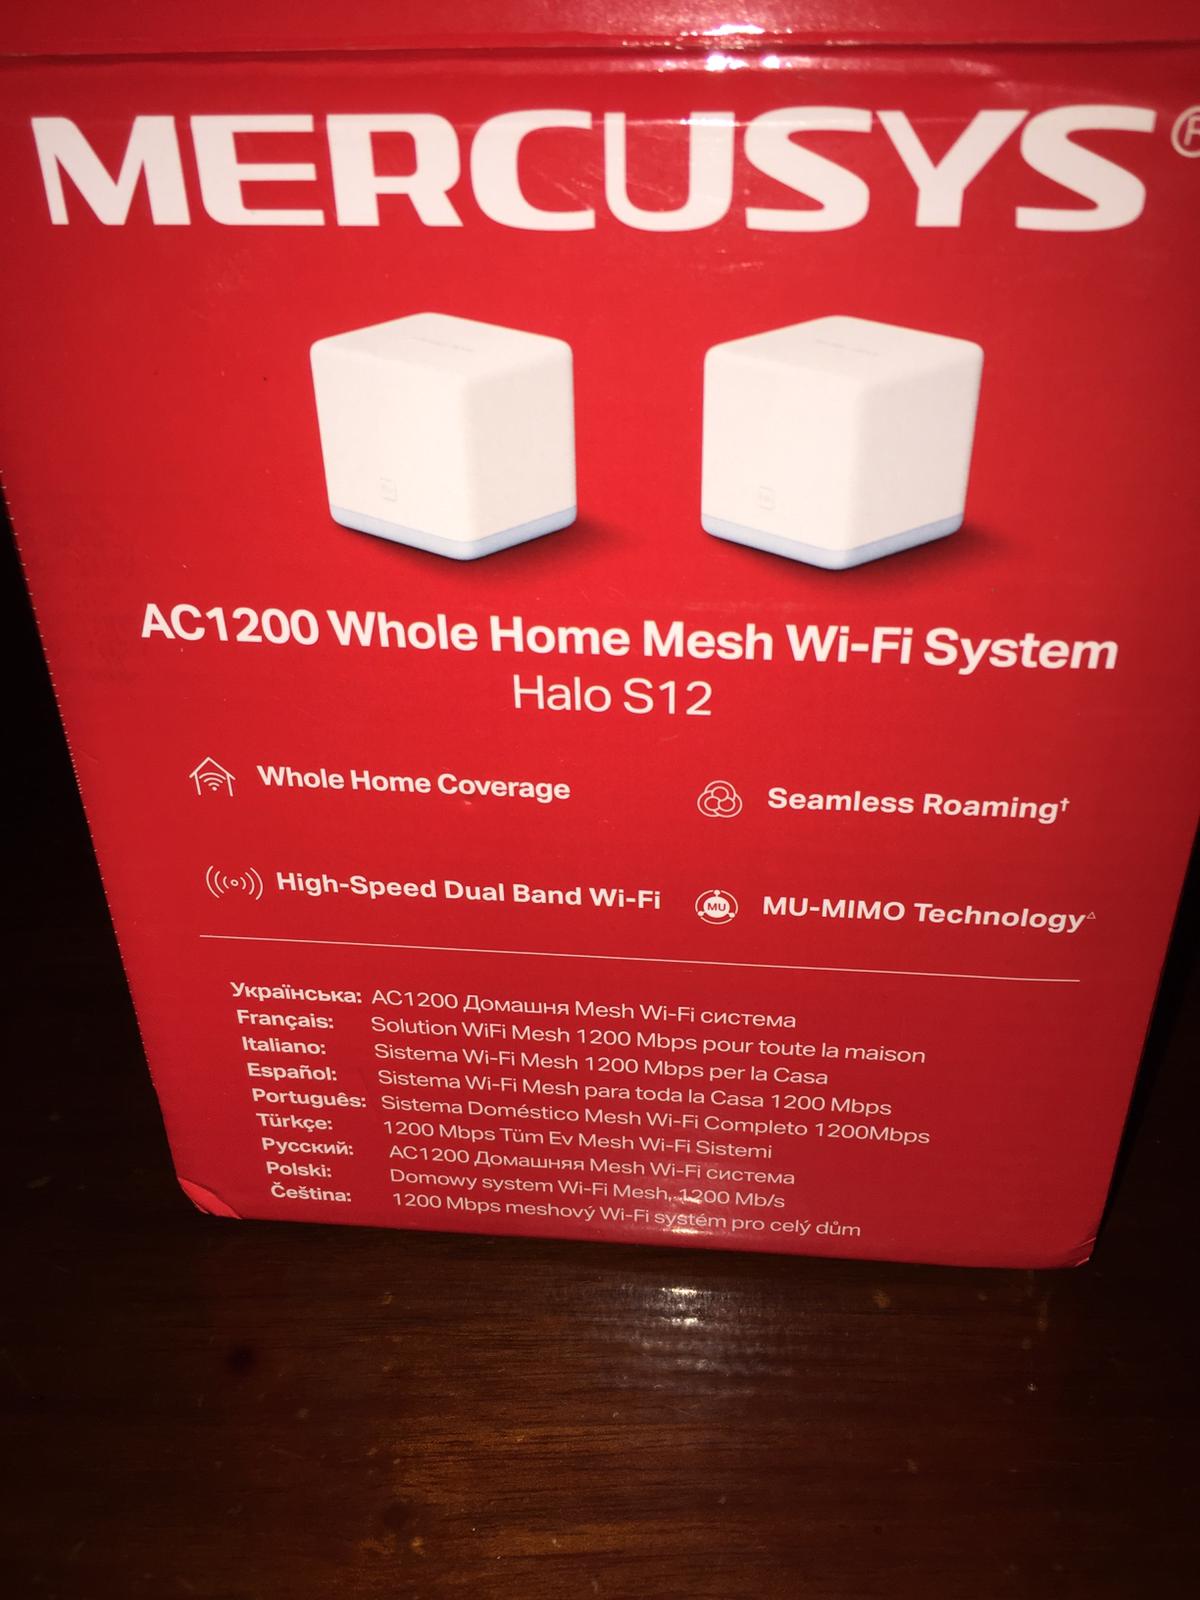 MERCUSYS®
AC1200 Whole Home Mesh Wi-Fi System
Halo S12
Whole Home Coverage
Seamless Roaming†
High-Speed Dual Band Wi-Fi
MU MU-MIMO Technology△
Українська: AC1200 Домашня Mesh Wi-Fi система
Français: Solution WiFi Mesh 1200 Mbps pour toute la maison
Italiano: Sistema Wi-Fi Mesh 1200 Mbps per la Casa
Español: Sistema Wi-Fi Mesh para toda la Casa 1200 Mbps
Português: Sistema Doméstico Mesh Wi-Fi Completo 1200Mbps
Türkçe: 1200 Mbps Tüm Ev Mesh Wi-Fi Sistemi
Русский: AC1200 Домашняя Mesh Wi-Fi система
Polski: Domowy system Wi-Fi Mesh, 1200 Mb/s
Čeština: 1200 Mbps meshový Wi-Fi systém pro celý dům